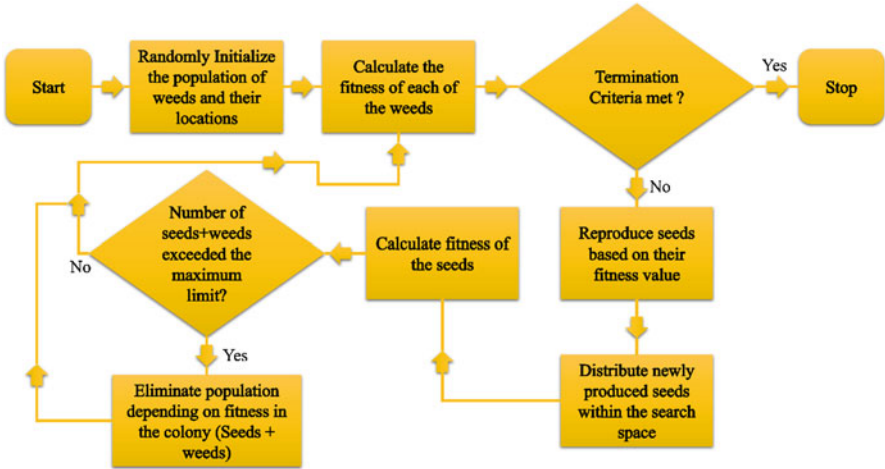 Start
Randomly Initialize
the population of
weeds and their
locations
Calculate the
fitness of each of
the weeds
Termination
Criteria met ?
Yes
Stop
No
Reproduce seeds
based on their
fitness value
Distribute newly
produced seeds
within the search
space
Calculate fitness of
the seeds
Number of
seeds+weeds
exceeded the
maximum
limit?
No
Yes
Eliminate population
depending on fitness in
the colony (Seeds +
weeds)